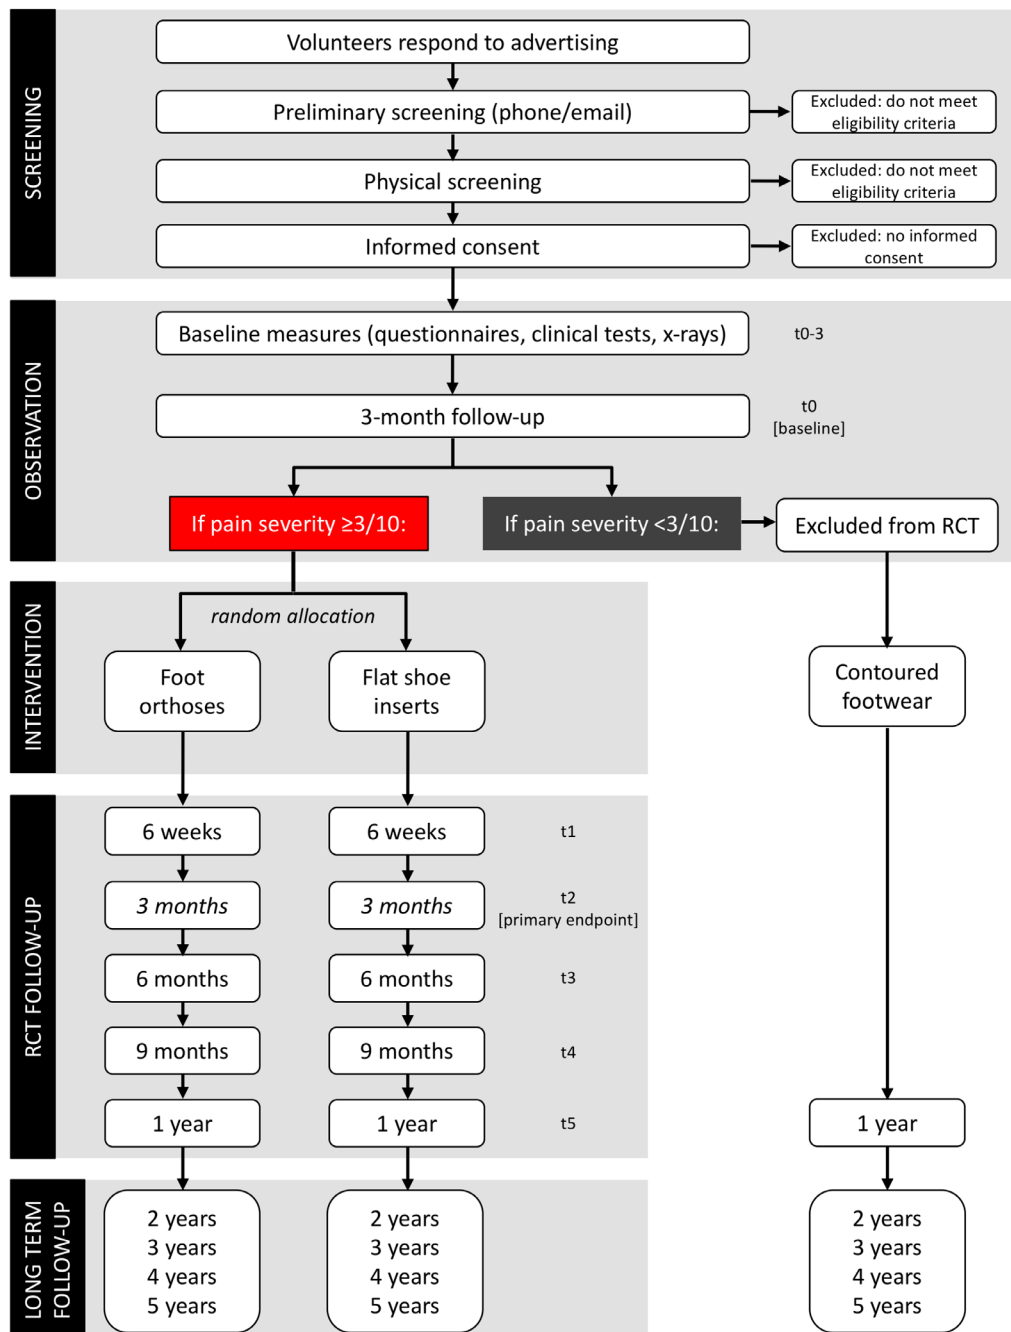 SCREENING
Volunteers respond to advertising
Preliminary screening (phone/email)
Excluded: do not meet
eligibility criteria
Physical screening
Excluded: do not meet
eligibility criteria
Informed consent
Excluded: no informed
consent
OBSERVATION
Baseline measures (questionnaires, clinical tests, x-rays)
t0-3
3-month follow-up
t0
[baseline]
If pain severity ≥3/10:
If pain severity <3/10:
Excluded from RCT
INTERVENTION
random allocation
Foot
orthoses
Flat shoe
inserts
Contoured
footwear
RCT FOLLOW-UP
6 weeks
6 weeks
t1
3 months
3 months
t2
[primary endpoint]
6 months
6 months
t3
9 months
9 months
t4
1 year
1 year
t5
1 year
LONG TERM
FOLLOW-UP
2 years
3 years
4 years
5 years
2 years
3 years
4 years
5 years
2 years
3 years
4 years
5 years